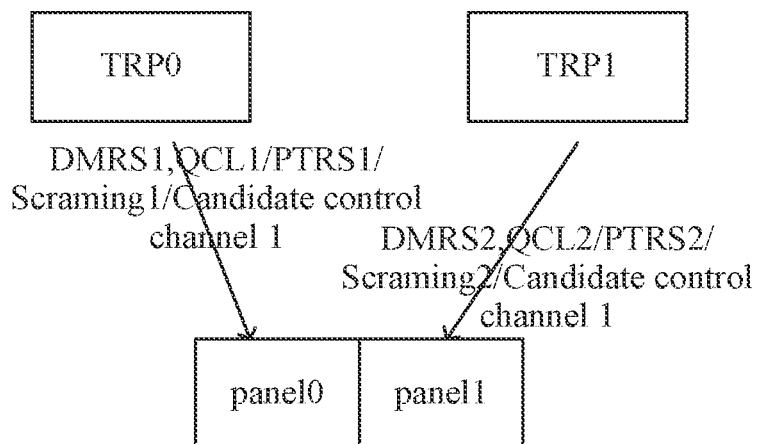 TRP0
TRP1
DMRS1,QCL1/PTRS1/
Scraming1/Candidate control
channel 1
DMRS2,QCL2/PTRS2/
Scraming2/Candidate control
channel 1
panel0
panel1